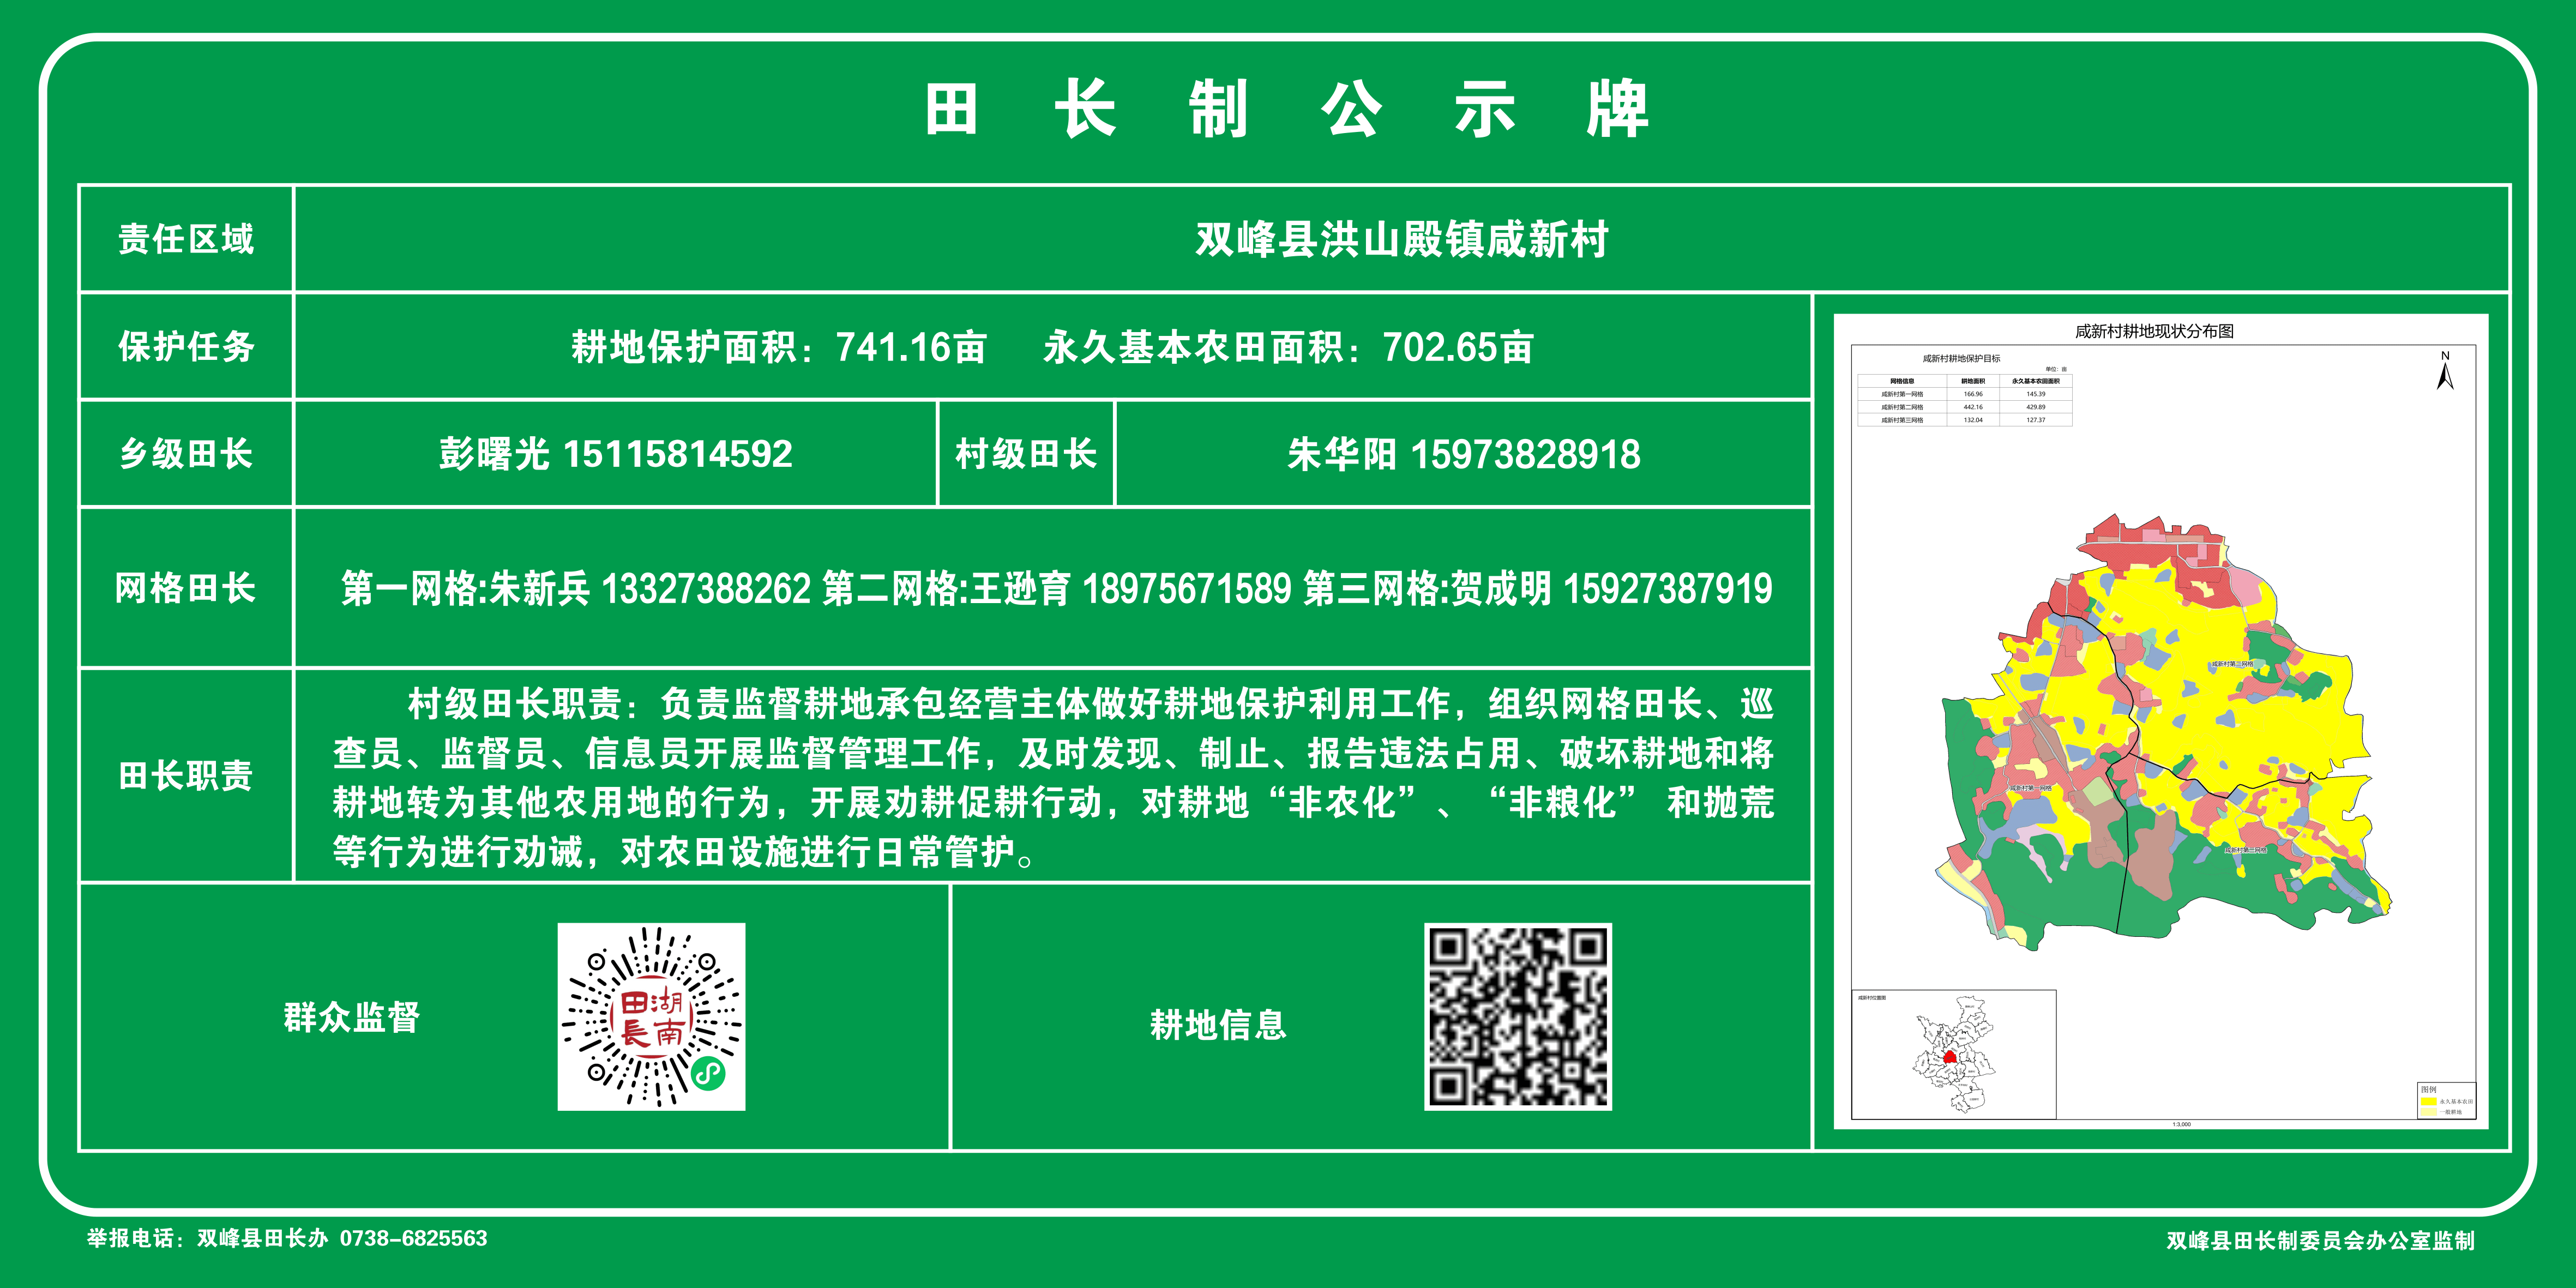 田长制公示牌
责任区域
双峰县洪山殿镇咸新村
保护任务
耕地保护面积：741.16亩 永久基本农田面积：702.65亩
乡级田长
彭曙光 15115814592
村级田长
朱华阳 15973828918
网格田长
第一网格:朱新兵 13327388262 第二网格:王逊育 18975671589 第三网格:贺成明 15927387919
田长职责
村级田长职责：负责监督耕地承包经营主体做好耕地保护利用工作，组织网格田长、巡
查员、监督员、信息员开展监督管理工作，及时发现、制止、报告违法占用、破坏耕地和将
耕地转为其他农用地的行为，开展劝耕促耕行动，对耕地“非农化”、“非粮化” 和抛荒
等行为进行劝诫，对农田设施进行日常管护。
群众监督
湖南
田長
耕地信息
咸新村耕地现状分布图
咸新村耕地保护目标
单位：亩
网格信息 耕地面积 永久基本农田面积
咸新村第一网格 166.96 145.39
咸新村第二网格 442.16 429.89
咸新村第三网格 132.04 127.37
N
咸新村第二网格
咸新村第一网格
咸新村第三网格
咸新村位置图
图例
永久基本农田
一般耕地
1:3,000
举报电话：双峰县田长办 0738-6825563
双峰县田长制委员会办公室监制